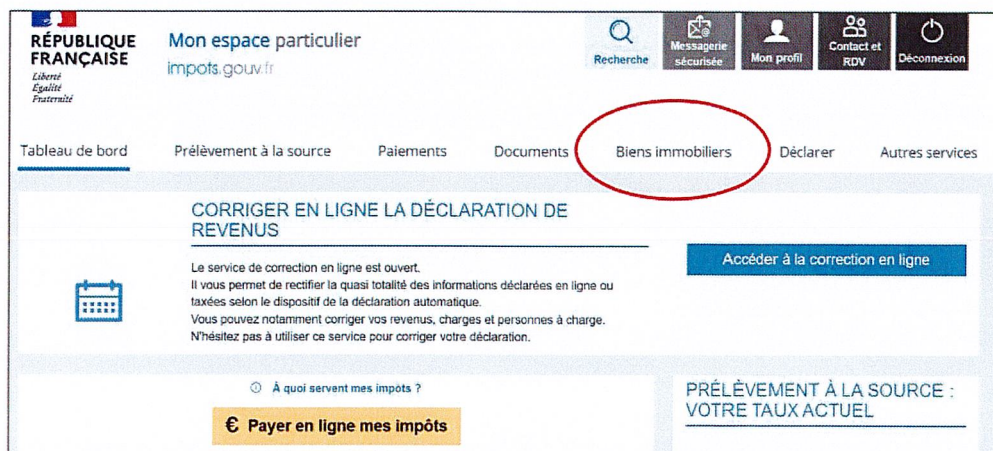 RÉPUBLIQUE
FRANÇAISE
Liberté
Égalité
Fraternité
Mon espace particulier
impots.gouv.fr
Recherche
Messagerie
sécurisée
Mon profil
Contact et
RDV
Déconnexion
Tableau de bord
Prélèvement à la source
Paiements
Documents
Biens immobiliers
Déclarer
Autres services
CORRIGER EN LIGNE LA DÉCLARATION DE
REVENUS
Le service de correction en ligne est ouvert.
Il vous permet de rectifier la quasi totalité des informations déclarées en ligne ou
taxées selon le dispositif de la déclaration automatique.
Vous pouvez notamment corriger vos revenus, charges et personnes à charge.
N'hésitez pas à utiliser ce service pour corriger votre déclaration.
Accéder à la correction en ligne
À quoi servent mes impôts ?
€ Payer en ligne mes impôts
PRÉLÈVEMENT À LA SOURCE :
VOTRE TAUX ACTUEL